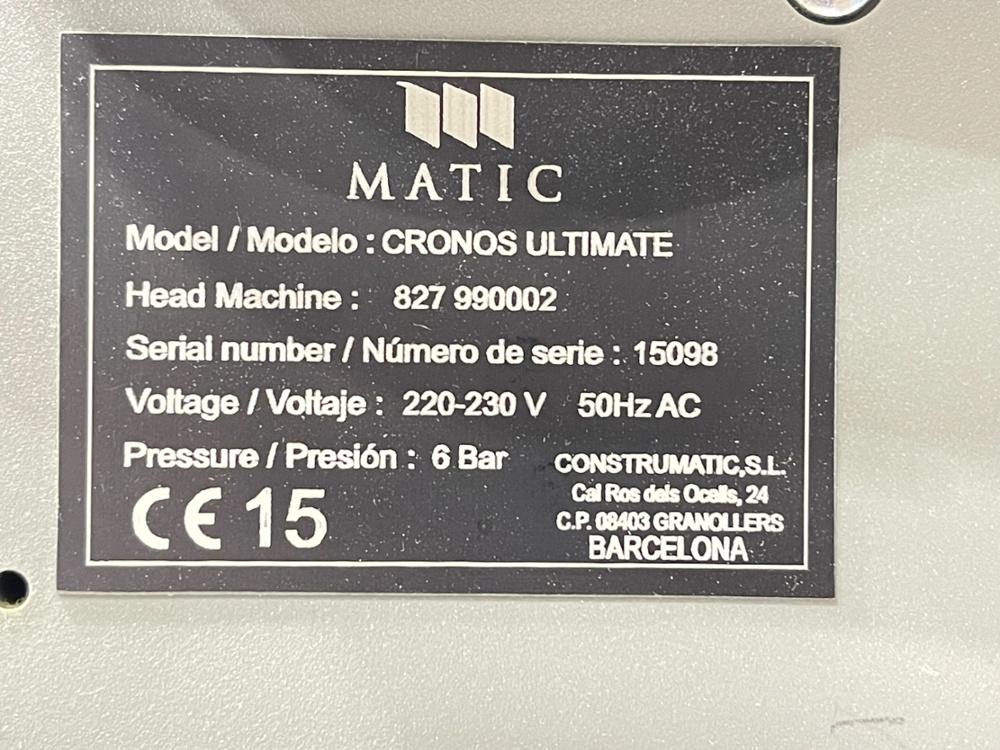 MATIC
Model / Modelo : CRONOS ULTIMATE
Head Machine : 827 990002
Serial number / Número de serie : 15098
Voltage / Voltaje : 220-230 V 50Hz AC
Pressure / Presión : 6 Bar
CE 15
CONSTRUMATIC,S.L.
Cal Ros dels Ocells, 24
C.P. 08403 GRANOLLERS
BARCELONA